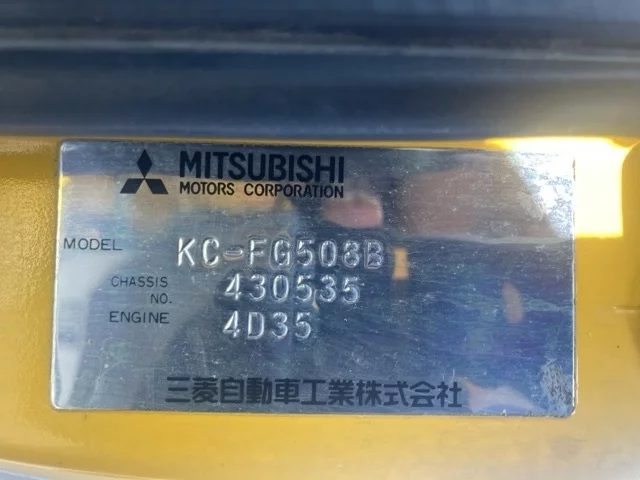 MITSUBISHI
MOTORS CORPORATION
MODEL KC-FG508B
CHASSIS NO. 430535
ENGINE 4D35
三菱自動車工業株式会社